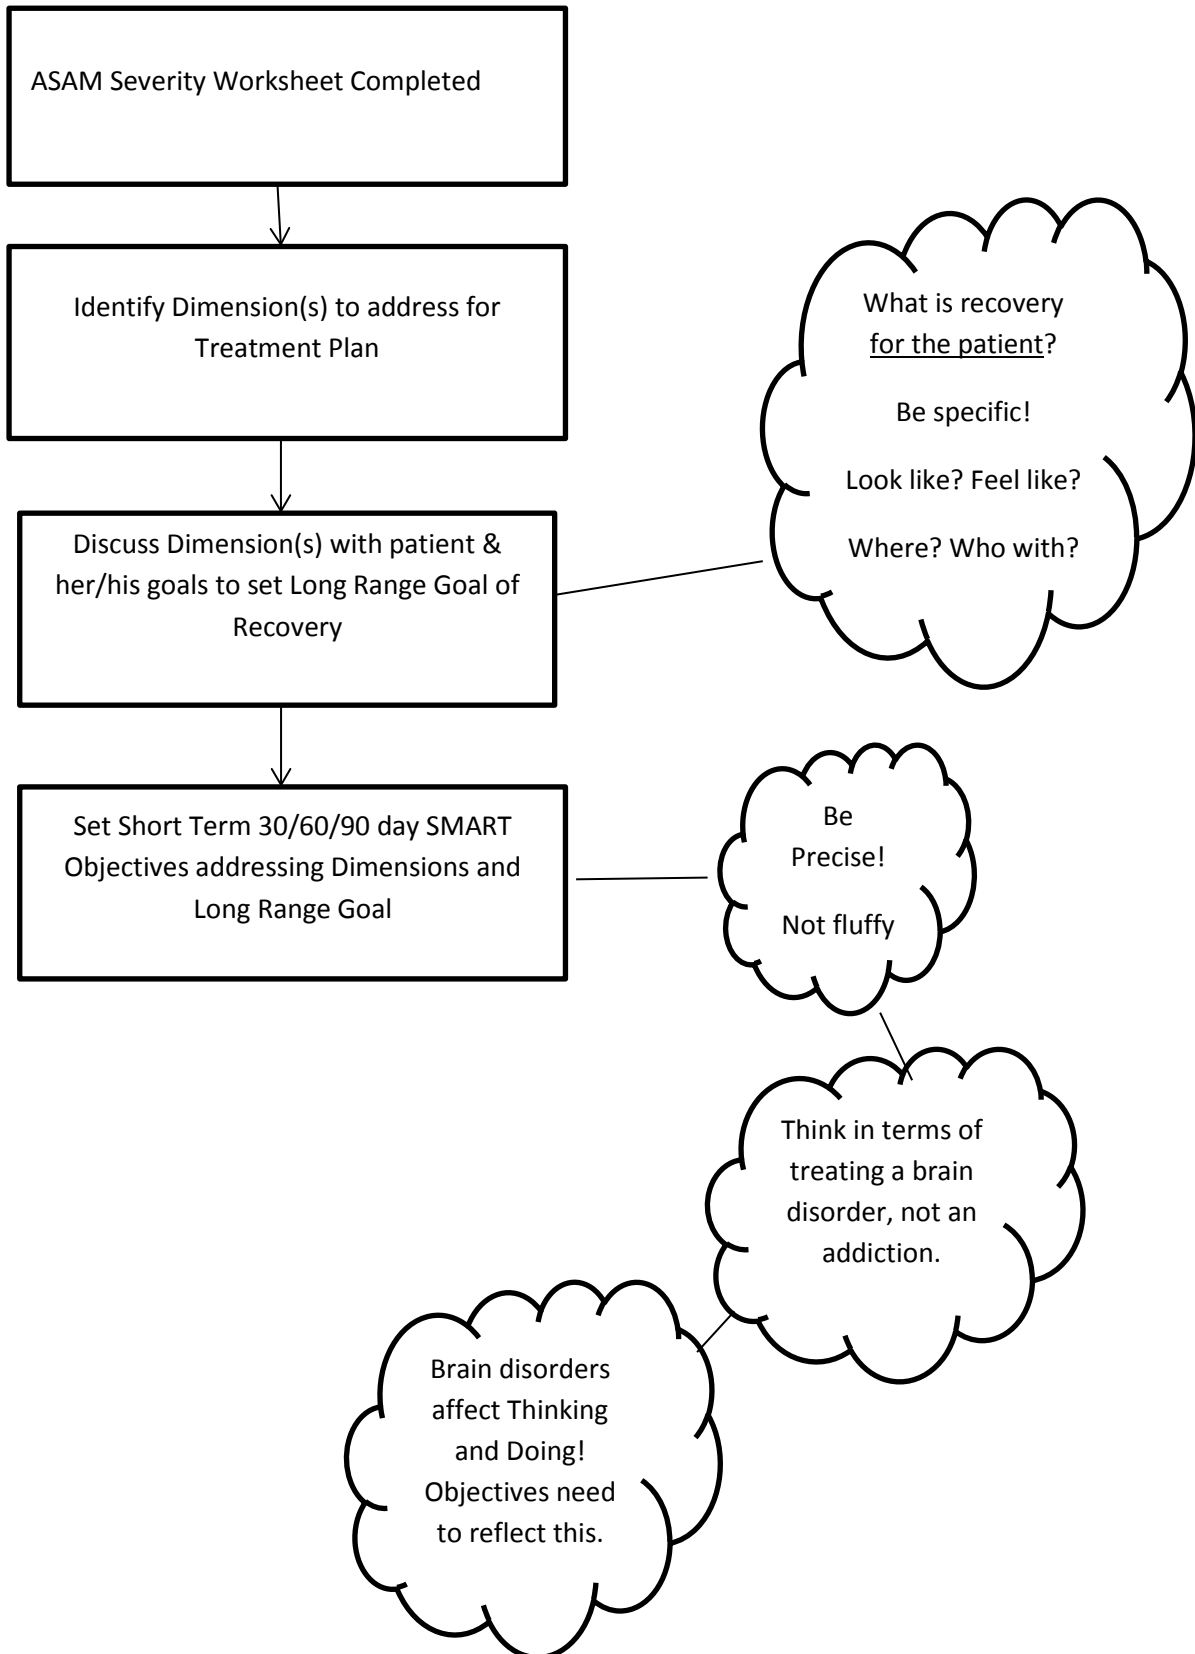 ASAM Severity Worksheet Completed
Identify Dimension(s) to address for
Treatment Plan
What is recovery
for the patient?
Be specific!
Look like? Feel like?
Where? Who with?
Discuss Dimension(s) with patient &
her/his goals to set Long Range Goal of
Recovery
Set Short Term 30/60/90 day SMART
Objectives addressing Dimensions and
Long Range Goal
Be
Precise!
Not fluffy
Think in terms of
treating a brain
disorder, not an
addiction.
Brain disorders
affect Thinking
and Doing!
Objectives need
to reflect this.